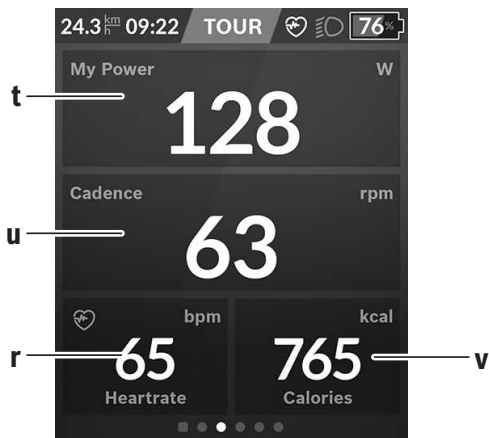 24.3 km/h 09:22 TOUR 76%
My Power W
t
128
Cadence rpm
u
63
bpm kcal
r 65 765 v
Heartrate Calories